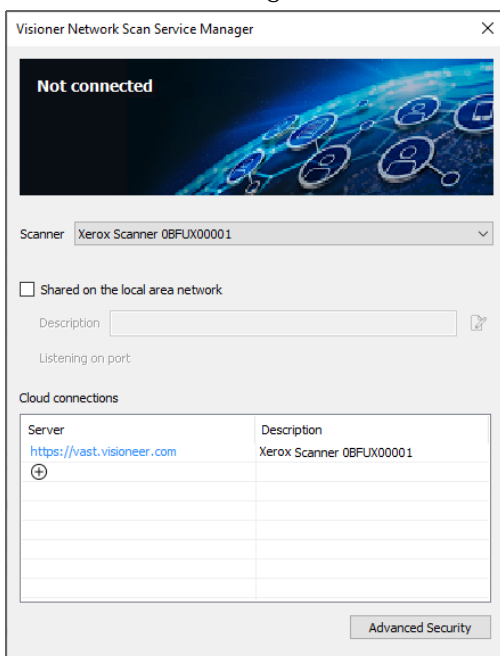 Visioner Network Scan Service Manager
Not connected
Scanner Xerox Scanner 0BFUX00001
Shared on the local area network
Description
Listening on port
Cloud connections
Server Description
https://vast.visioneer.com Xerox Scanner 0BFUX00001
Advanced Security